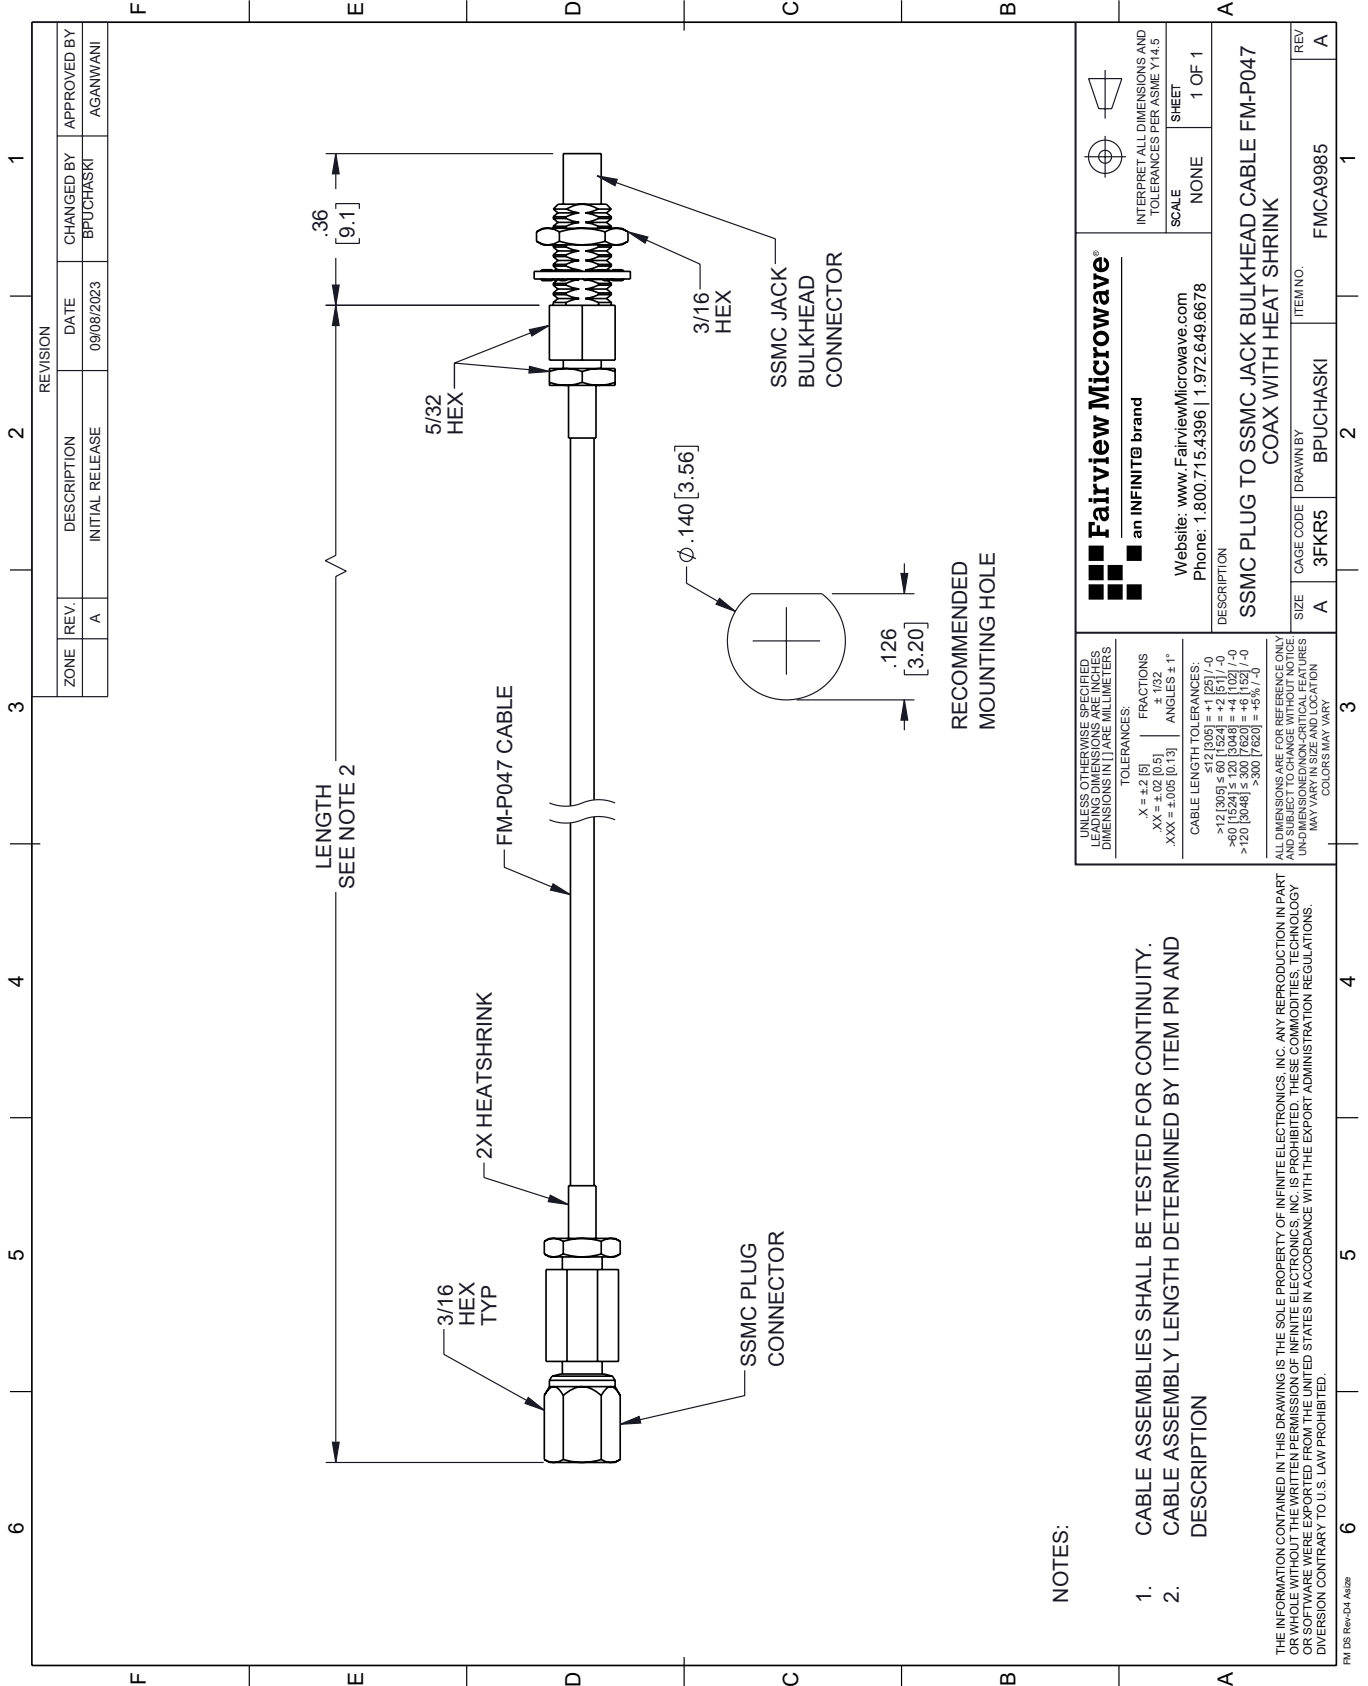 6
5
4
3
2
1
F
E
D
C
B
A
REVISION
ZONE REV. DESCRIPTION DATE CHANGED BY APPROVED BY
A INITIAL RELEASE 09/08/2023 BPUCHASKI AGANWANI
LENGTH
SEE NOTE 2
.36
[9.1]
3/16
HEX
TYP
2X HEATSHRINK
FM-P047 CABLE
5/32
HEX
3/16
HEX
SSMC PLUG
CONNECTOR
SSMC JACK
BULKHEAD
CONNECTOR
Ø.140 [3.56]
.126
[3.20]
RECOMMENDED
MOUNTING HOLE
NOTES:
1. CABLE ASSEMBLIES SHALL BE TESTED FOR CONTINUITY.
2. CABLE ASSEMBLY LENGTH DETERMINED BY ITEM PN AND
DESCRIPTION
THE INFORMATION CONTAINED IN THIS DRAWING IS THE SOLE PROPERTY OF INFINITE ELECTRONICS, INC. ANY REPRODUCTION IN PART
OR WHOLE WITHOUT THE WRITTEN PERMISSION OF INFINITE ELECTRONICS, INC. IS PROHIBITED. THESE COMMODITIES, TECHNOLOGY
OR SOFTWARE WERE EXPORTED FROM THE UNITED STATES IN ACCORDANCE WITH THE EXPORT ADMINISTRATION REGULATIONS.
DIVERSION CONTRARY TO U.S. LAW PROHIBITED.
UNLESS OTHERWISE SPECIFIED
LEADING DIMENSIONS ARE INCHES
DIMENSIONS IN [ ] ARE MILLIMETERS
TOLERANCES:
.X = ±.2 [5] FRACTIONS
.XX = ±.02 [0.5] ± 1/32
.XXX = ±.005 [0.13] ANGLES ± 1°
CABLE LENGTH TOLERANCES:
≤12 [305] = +1 [25] / -0
>12 [305] ≤ 60 [1524] = +2 [51] / -0
>60 [1524] ≤ 120 [3048] = +4 [102] / -0
>120 [3048] ≤ 300 [7620] = +6 [152] / -0
>300 [7620] = +5% / -0
ALL DIMENSIONS ARE FOR REFERENCE ONLY
AND SUBJECT TO CHANGE WITHOUT NOTICE.
UN-DIMENSIONED/NON-CRITICAL FEATURES
MAY VARY IN SIZE AND LOCATION
COLORS MAY VARY
Fairview Microwave®
an INFINIT® brand
Website: www.FairviewMicrowave.com
Phone: 1.800.715.4396 | 1.972.649.6678
INTERPRET ALL DIMENSIONS AND
TOLERANCES PER ASME Y14.5
SCALE SHEET
NONE 1 OF 1
DESCRIPTION
SSMC PLUG TO SSMC JACK BULKHEAD CABLE FM-P047
COAX WITH HEAT SHRINK
SIZE CAGE CODE DRAWN BY ITEM NO. REV
A 3FKR5 BPUCHASKI FMCA9985 A
6
5
4
3
2
1
F
E
D
C
B
A
FM DS Rev-D4 Asize